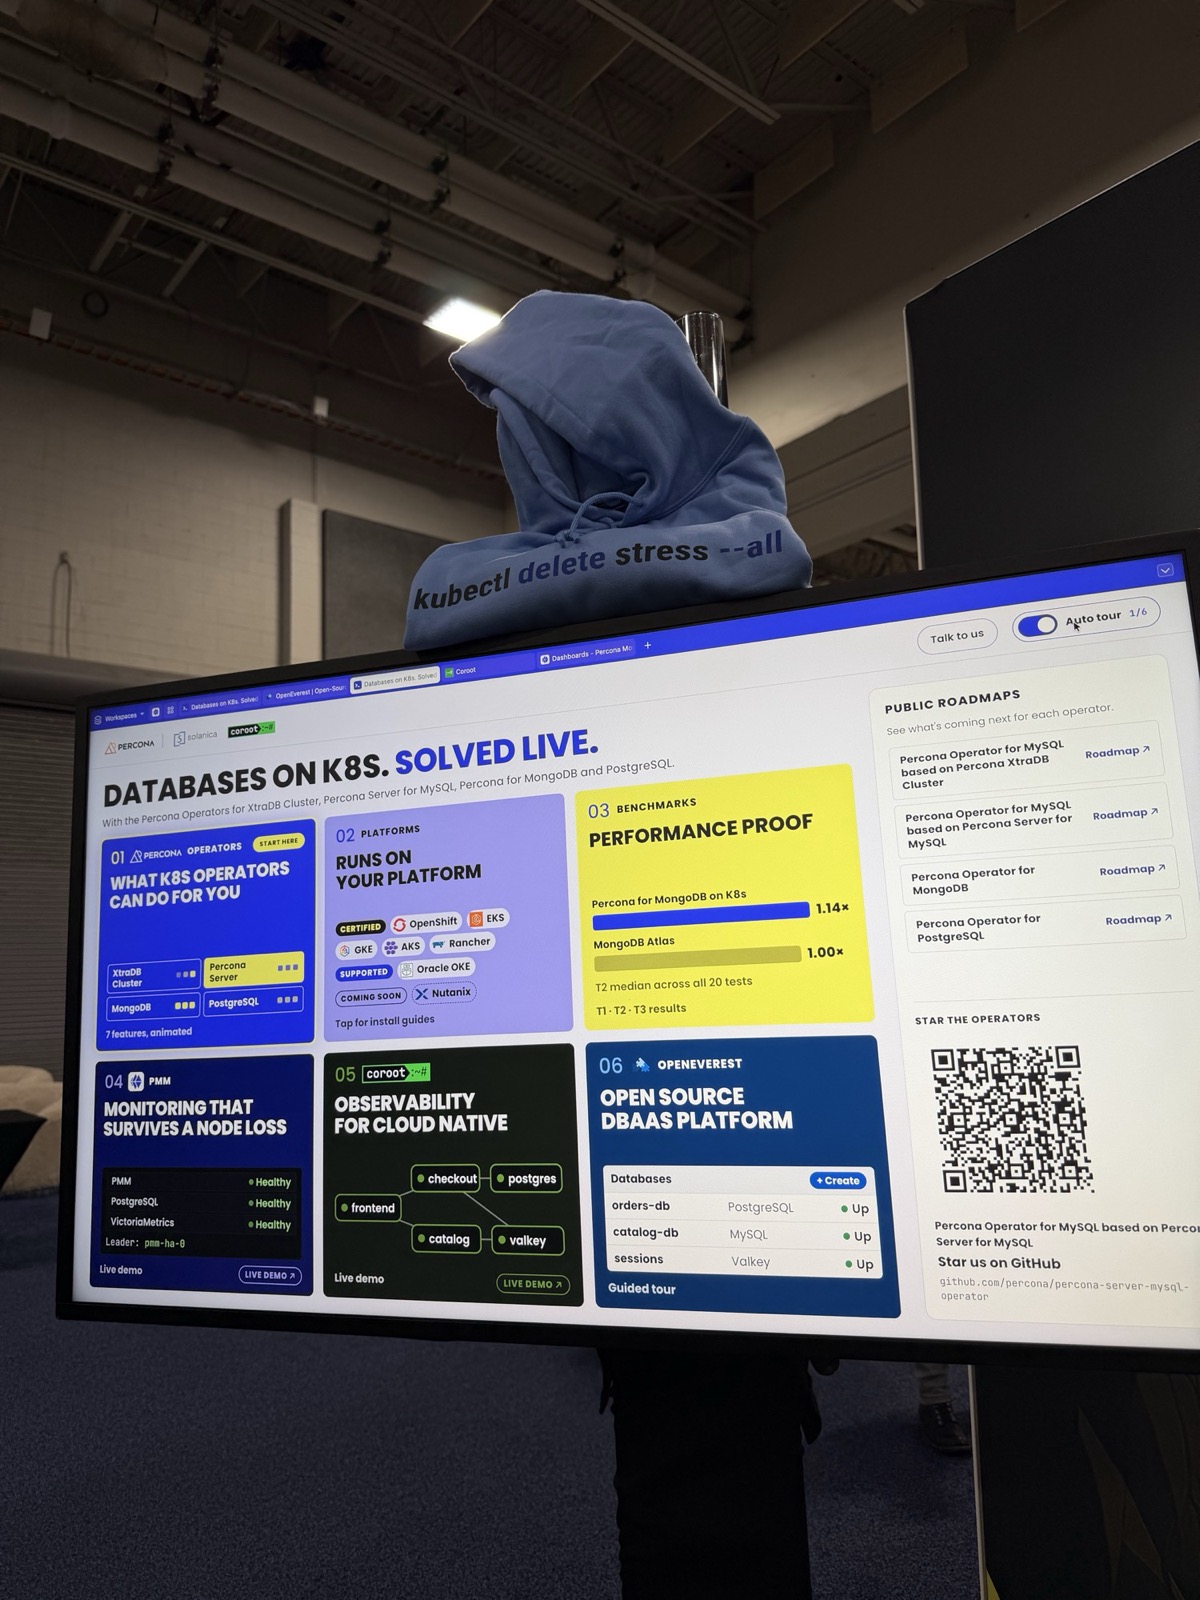 kubectl delete stress --all
Workspaces
Databases on K8s. Solved
OpenEverest | Open-Sour
Databases on K8s. Solved
Coroot
Dashboards - Percona Mo
+
PERCONA
solanica
coroot:~#
Talk to us
Auto tour 1/6
DATABASES ON K8S. SOLVED LIVE.
With the Percona Operators for XtraDB Cluster, Percona Server for MySQL, Percona for MongoDB and PostgreSQL.
01 PERCONA OPERATORS
START HERE
WHAT K8S OPERATORS
CAN DO FOR YOU
XtraDB
Cluster
Percona
Server
MongoDB
PostgreSQL
7 features, animated
02 PLATFORMS
RUNS ON
YOUR PLATFORM
CERTIFIED OpenShift EKS
GKE AKS Rancher
SUPPORTED Oracle OKE
COMING SOON Nutanix
Tap for install guides
03 BENCHMARKS
PERFORMANCE PROOF
Percona for MongoDB on K8s
1.14×
MongoDB Atlas
1.00×
T2 median across all 20 tests
T1 · T2 · T3 results
04 PMM
MONITORING THAT
SURVIVES A NODE LOSS
PMM Healthy
PostgreSQL Healthy
VictoriaMetrics Healthy
Leader: pmm-ha-0
Live demo
LIVE DEMO ↗
05 coroot:~#
OBSERVABILITY
FOR CLOUD NATIVE
checkout
postgres
frontend
catalog
valkey
Live demo
LIVE DEMO ↗
06 OPENEVEREST
OPEN SOURCE
DBAAS PLATFORM
Databases + Create
orders-db PostgreSQL Up
catalog-db MySQL Up
sessions Valkey Up
Guided tour
PUBLIC ROADMAPS
See what's coming next for each operator.
Percona Operator for MySQL
based on Percona XtraDB
Cluster
Roadmap ↗
Percona Operator for MySQL
based on Percona Server for
MySQL
Roadmap ↗
Percona Operator for
MongoDB
Roadmap ↗
Percona Operator for
PostgreSQL
Roadmap ↗
STAR THE OPERATORS
Percona Operator for MySQL based on Perco
Server for MySQL
Star us on GitHub
github.com/percona/percona-server-mysql-
operator